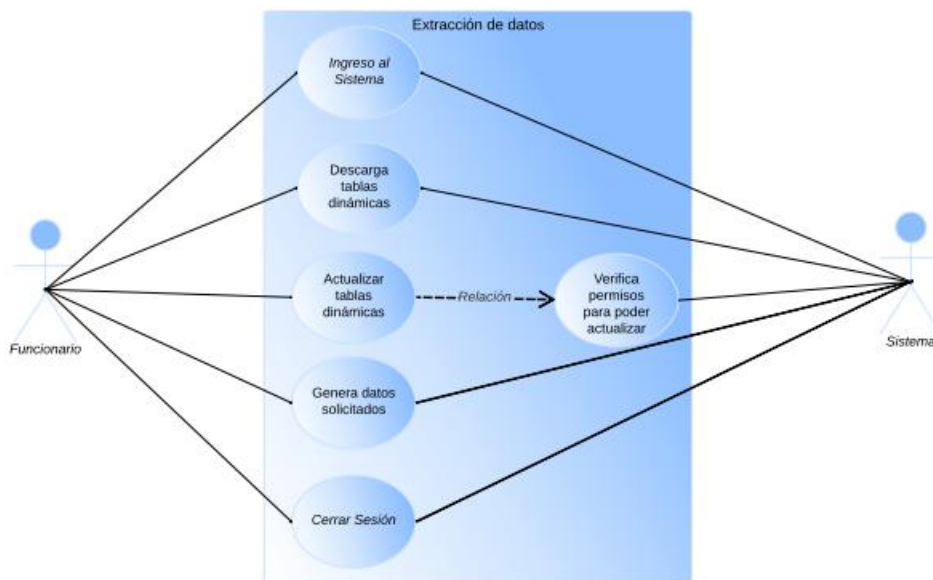 Extracción de datos
Ingreso al
Sistema
Descarga
tablas
dinámicas
Actualizar
tablas
dinámicas
Relación
Verifica
permisos
para poder
actualizar
Funcionario
Sistema
Genera datos
solicitados
Cerrar Sesión